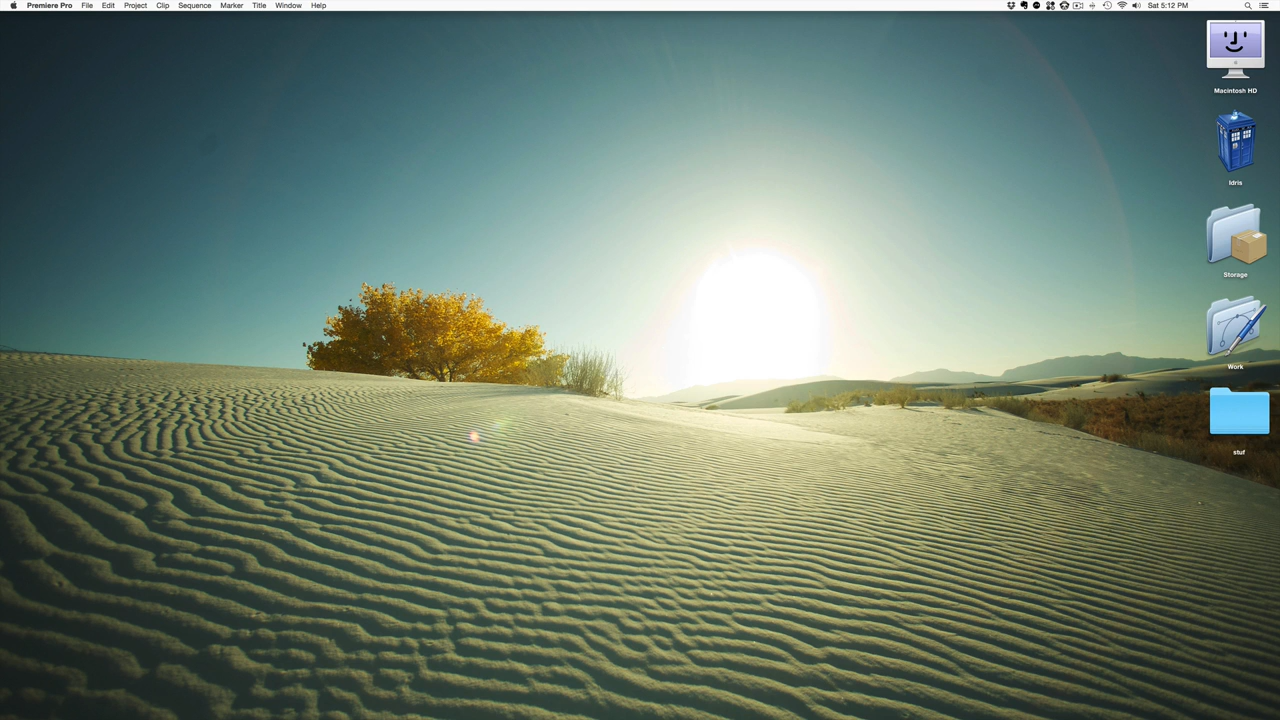 Premiere Pro File Edit Project Clip Sequence Marker Title Window Help Sat 5:12 PM
Macintosh HD
Idris
Storage
Work
stuf